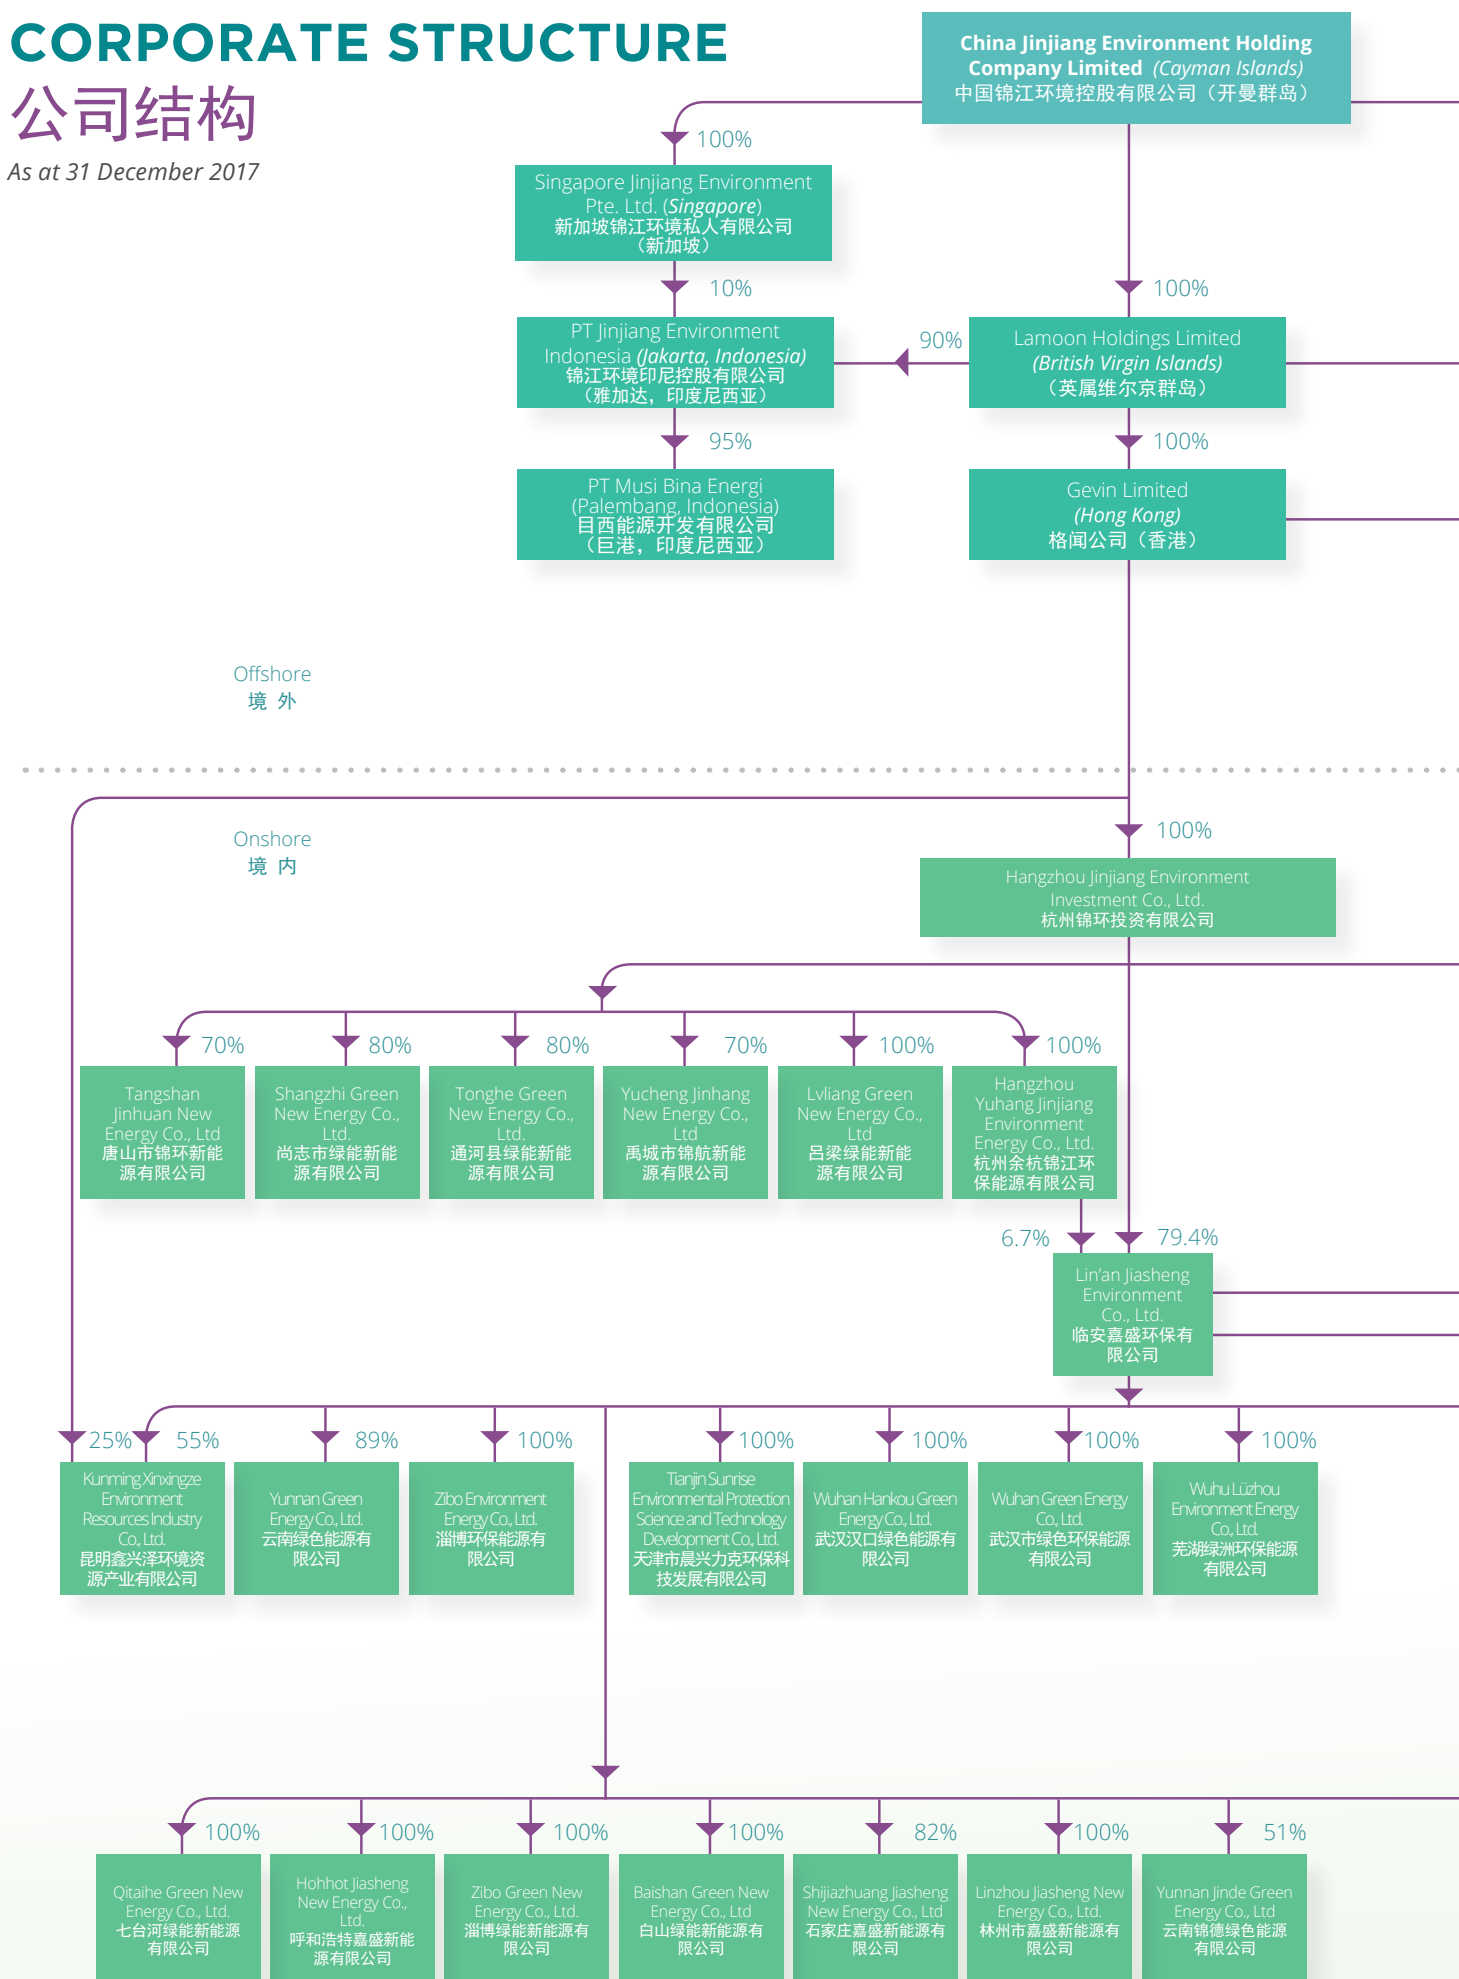 CORPORATE STRUCTURE
公司结构
As at 31 December 2017
China Jinjiang Environment Holding
Company Limited (Cayman Islands)
中国锦江环境控股有限公司（开曼群岛）
100%
Singapore Jinjiang Environment
Pte. Ltd. (Singapore)
新加坡锦江环境私人有限公司
（新加坡）
10%
100%
PT Jinjiang Environment
Indonesia (Jakarta, Indonesia)
锦江环境印尼控股有限公司
（雅加达，印度尼西亚）
90%
Lamoon Holdings Limited
(British Virgin Islands)
（英属维尔京群岛）
95%
100%
PT Musi Bina Energi
(Palembang, Indonesia)
目西能源开发有限公司
（巨港，印度尼西亚）
Gevin Limited
(Hong Kong)
格闻公司（香港）
Offshore
境 外
Onshore
境 内
100%
Hangzhou Jinjiang Environment
Investment Co., Ltd.
杭州锦环投资有限公司
70%
80%
80%
70%
100%
100%
Tangshan
Jinhuan New
Energy Co., Ltd
唐山市锦环新能
源有限公司
Shangzhi Green
New Energy Co.,
Ltd.
尚志市绿能新能
源有限公司
Tonghe Green
New Energy Co.,
Ltd.
通河县绿能新能
源有限公司
Yucheng Jinhang
New Energy Co.,
Ltd
禹城市锦航新能
源有限公司
Lvliang Green
New Energy Co.,
Ltd
吕梁绿能新能
源有限公司
Hangzhou
Yuhang Jinjiang
Environment
Energy Co., Ltd.
杭州余杭锦江环
保能源有限公司
6.7%
79.4%
Lin’an Jiasheng
Environment
Co., Ltd.
临安嘉盛环保有
限公司
25%
55%
89%
100%
100%
100%
100%
100%
Kunming Xinxingze
Environment
Resources Industry
Co., Ltd.
昆明鑫兴泽环境资
源产业有限公司
Yunnan Green
Energy Co., Ltd.
云南绿色能源有
限公司
Zibo Environment
Energy Co., Ltd.
淄博环保能源有
限公司
Tianjin Sunrise
Environmental Protection
Science and Technology
Development Co., Ltd.
天津市晨兴力克环保科
技发展有限公司
Wuhan Hankou Green
Energy Co., Ltd.
武汉汉口绿色能源有
限公司
Wuhan Green Energy
Co., Ltd.
武汉市绿色环保能源
有限公司
Wuhu Lüzhou
Environment Energy
Co., Ltd.
芜湖绿洲环保能源
有限公司
100%
100%
100%
100%
82%
100%
51%
Qitaihe Green New
Energy Co., Ltd.
七台河绿能新能源
有限公司
Hohhot Jiasheng
New Energy Co.,
Ltd.
呼和浩特嘉盛新能
源有限公司
Zibo Green New
Energy Co., Ltd.
淄博绿能新能源有
限公司
Baishan Green New
Energy Co., Ltd
白山绿能新能源有
限公司
Shijiazhuang Jiasheng
New Energy Co., Ltd
石家庄嘉盛新能源有
限公司
Linzhou Jiasheng New
Energy Co., Ltd.
林州市嘉盛新能源有
限公司
Yunnan Jinde Green
Energy Co., Ltd
云南锦德绿色能源
有限公司